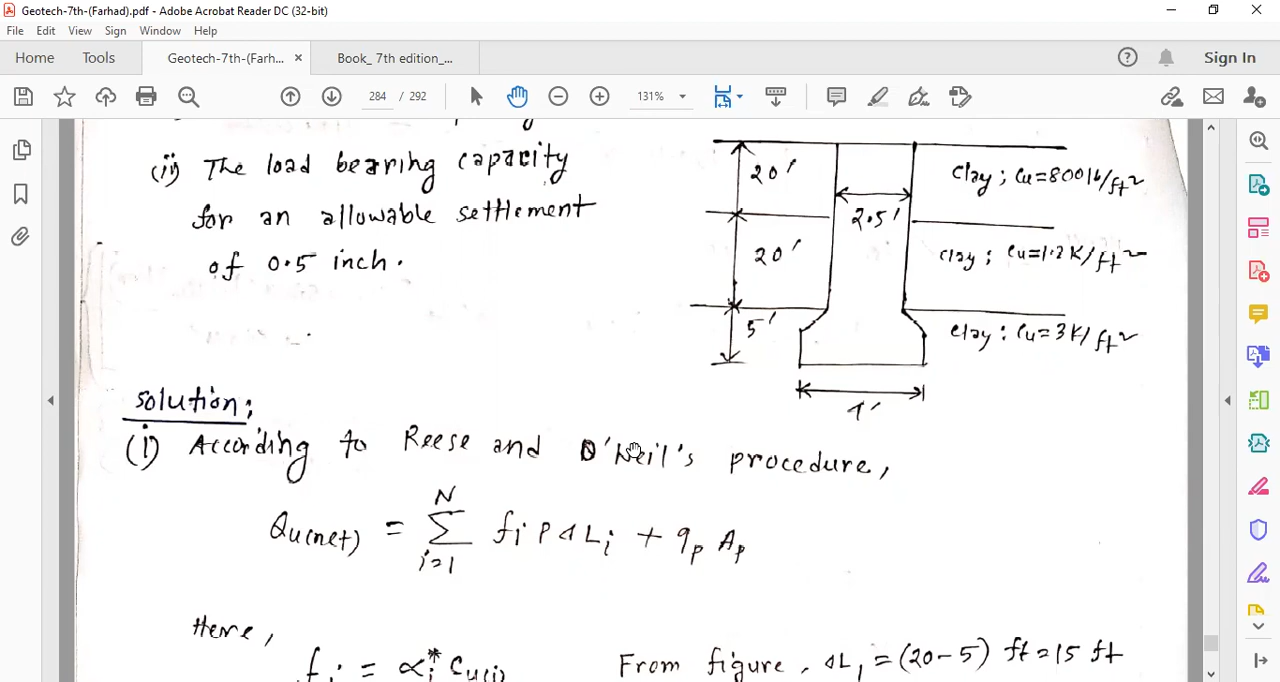 Geotech-7th-(Farhad).pdf - Adobe Acrobat Reader DC (32-bit)
File Edit View Sign Window Help
Home Tools Geotech-7th-(Farh... × Book_ 7th edition_... Sign In
284 / 292 131%
(ii) The load bearing capacity
for an allowable settlement
of 0.5 inch.
20'
2.5'
clay; Cu=800 lb/ft²
20'
clay; Cu=1.2 K/ft²
5'
clay: Cu=3 K/ft²
Solution:
(i) According to Reese and O'Neil's procedure,
Qu(net) = Σ fi P ΔLi + qp Ap
N
i=1
Here,
fi = αi* Cu(i)
From figure, ΔL1 = (20-5) ft = 15 ft